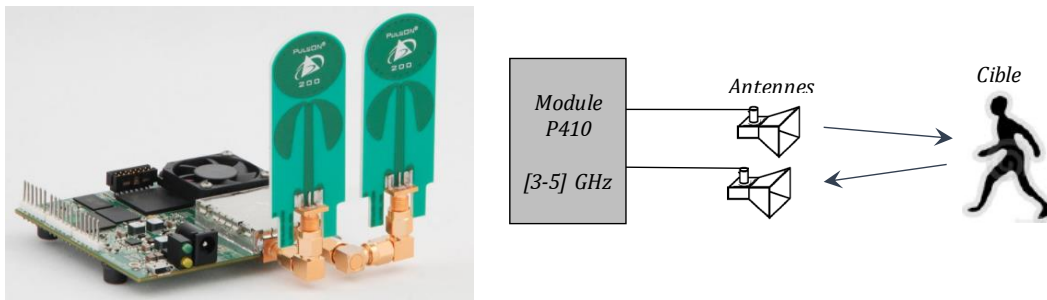 PulsON®
200
PulsON®
200
Module
P410
[3-5] GHz
Antennes
Cible